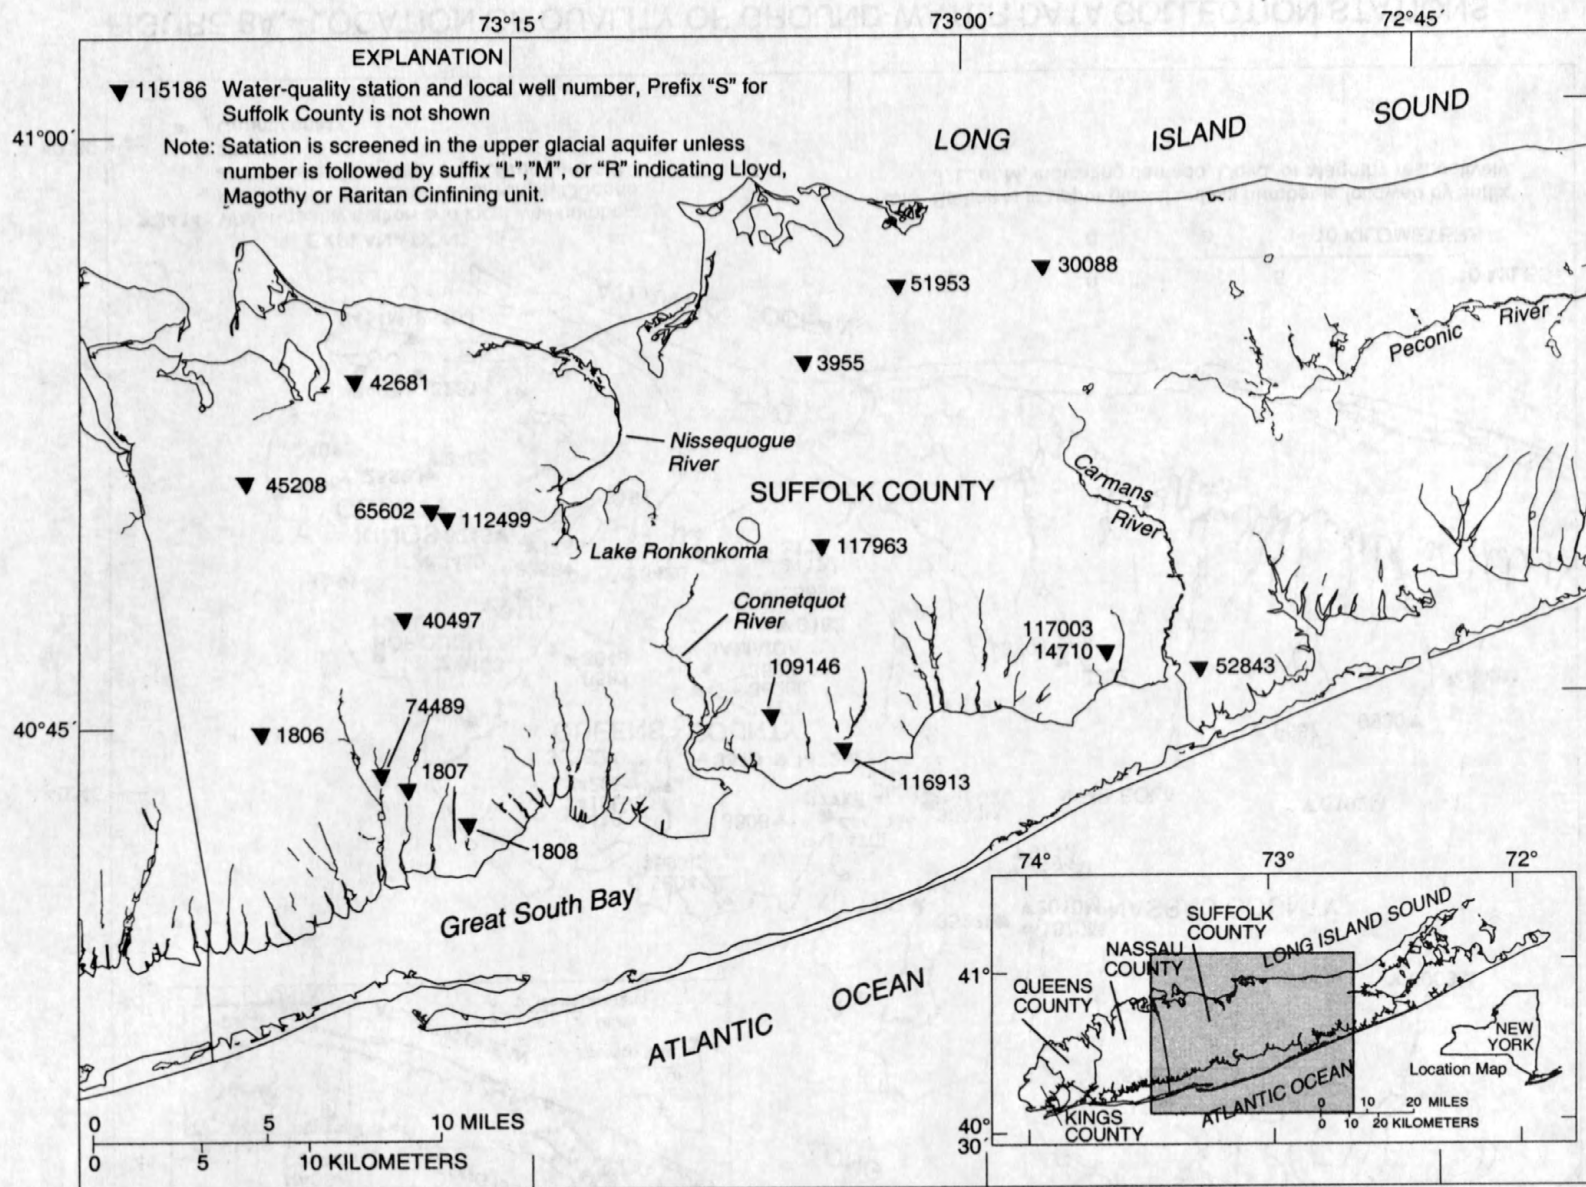 73°15′
73°00′
72°45′
EXPLANATION
115186 Water-quality station and local well number, Prefix “S” for
Suffolk County is not shown
Note: Satation is screened in the upper glacial aquifer unless
number is followed by suffix “L”,”M”, or “R” indicating Lloyd,
Magothy or Raritan Cinfining unit.
41°00′
LONG ISLAND SOUND
30088
51953
Peconic River
3955
42681
Nissequogue
River
Carmans
River
45208
SUFFOLK COUNTY
65602
112499
Lake Ronkonkoma
117963
Connetquot
River
40497
117003
14710
52843
109146
74489
40°45′
1806
1807
116913
1808
Great South Bay
ATLANTIC OCEAN
74°
73°
72°
SUFFOLK
COUNTY
LONG ISLAND SOUND
NASSAU
COUNTY
41°
QUEENS
COUNTY
NEW
YORK
Location Map
ATLANTIC OCEAN
0 10 20 MILES
0 10 20 KILOMETERS
KINGS
COUNTY
40°
30′
0 5 10 MILES
0 5 10 KILOMETERS